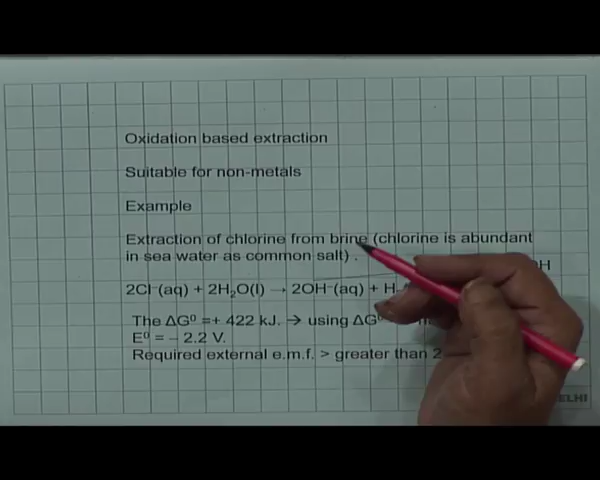 Oxidation based extraction
Suitable for non-metals
Example
Extraction of chlorine from brine (chlorine is abundant
in sea water as common salt) .
2Cl⁻(aq) + 2H₂O(l) → 2OH⁻(aq) + H
The ΔG⁰ =+ 422 kJ. → using ΔG⁰
E⁰ = – 2.2 V.
Required external e.m.f. > greater than 2